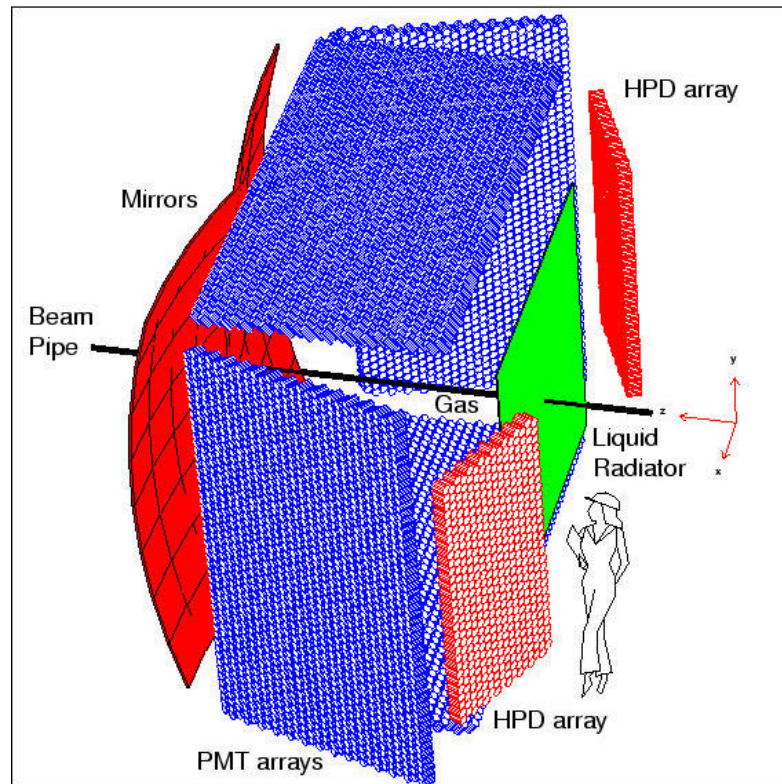 HPD array
Mirrors
Beam
Pipe
Gas
z
y
x
Liquid
Radiator
HPD array
PMT arrays